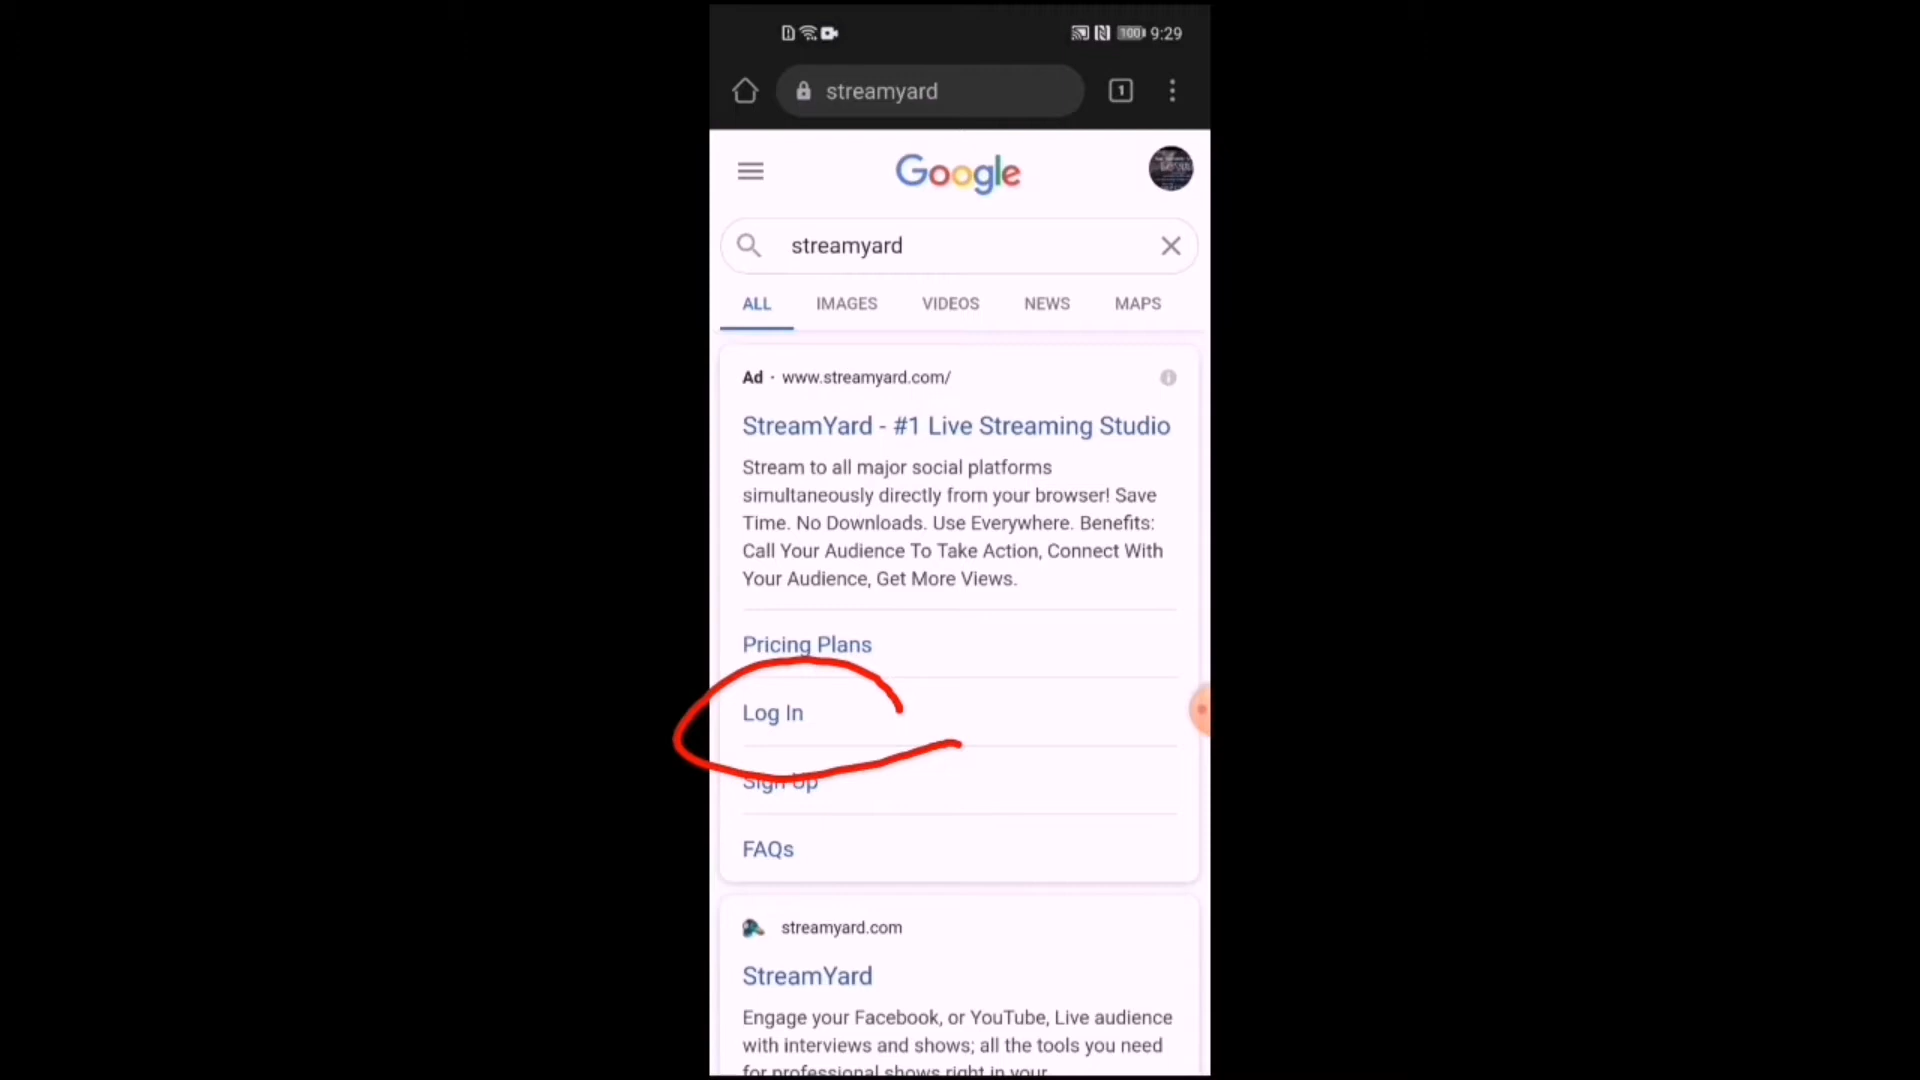 100 9:29
streamyard 1
Google
streamyard
ALL IMAGES VIDEOS NEWS MAPS
Ad · www.streamyard.com/
StreamYard - #1 Live Streaming Studio
Stream to all major social platforms
simultaneously directly from your browser! Save
Time. No Downloads. Use Everywhere. Benefits:
Call Your Audience To Take Action, Connect With
Your Audience, Get More Views.
Pricing Plans
Log In
Sign Up
FAQs
streamyard.com
StreamYard
Engage your Facebook, or YouTube, Live audience
with interviews and shows; all the tools you need
for professional shows right in your